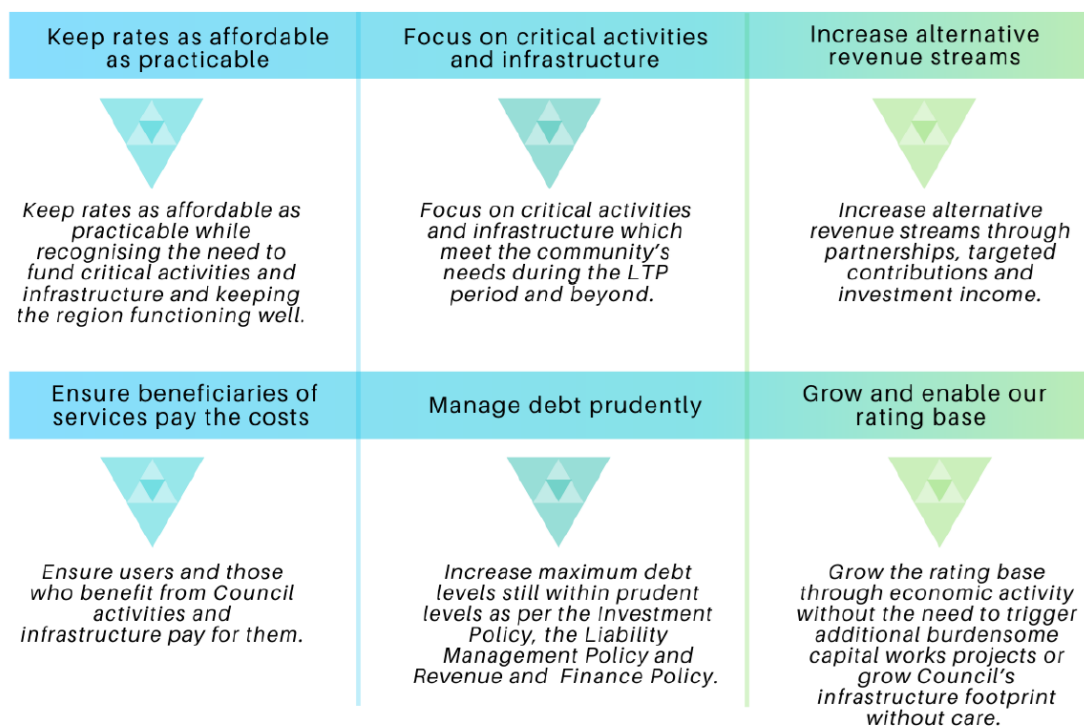 Keep rates as affordable
as practicable
Focus on critical activities
and infrastructure
Increase alternative
revenue streams
Keep rates as affordable as
practicable while
recognising the need to
fund critical activities and
infrastructure and keeping
the region functioning well.
Focus on critical activities
and infrastructure which
meet the community's
needs during the LTP
period and beyond.
Increase alternative
revenue streams through
partnerships, targeted
contributions and
investment income.
Ensure beneficiaries of
services pay the costs
Manage debt prudently
Grow and enable our
rating base
Ensure users and those
who benefit from Council
activities and
infrastructure pay for them.
Increase maximum debt
levels still within prudent
levels as per the Investment
Policy, the Liability
Management Policy and
Revenue and  Finance Policy.
Grow the rating base
through economic activity
without the need to trigger
additional burdensome
capital works projects or
grow Council's
infrastructure footprint
without care.